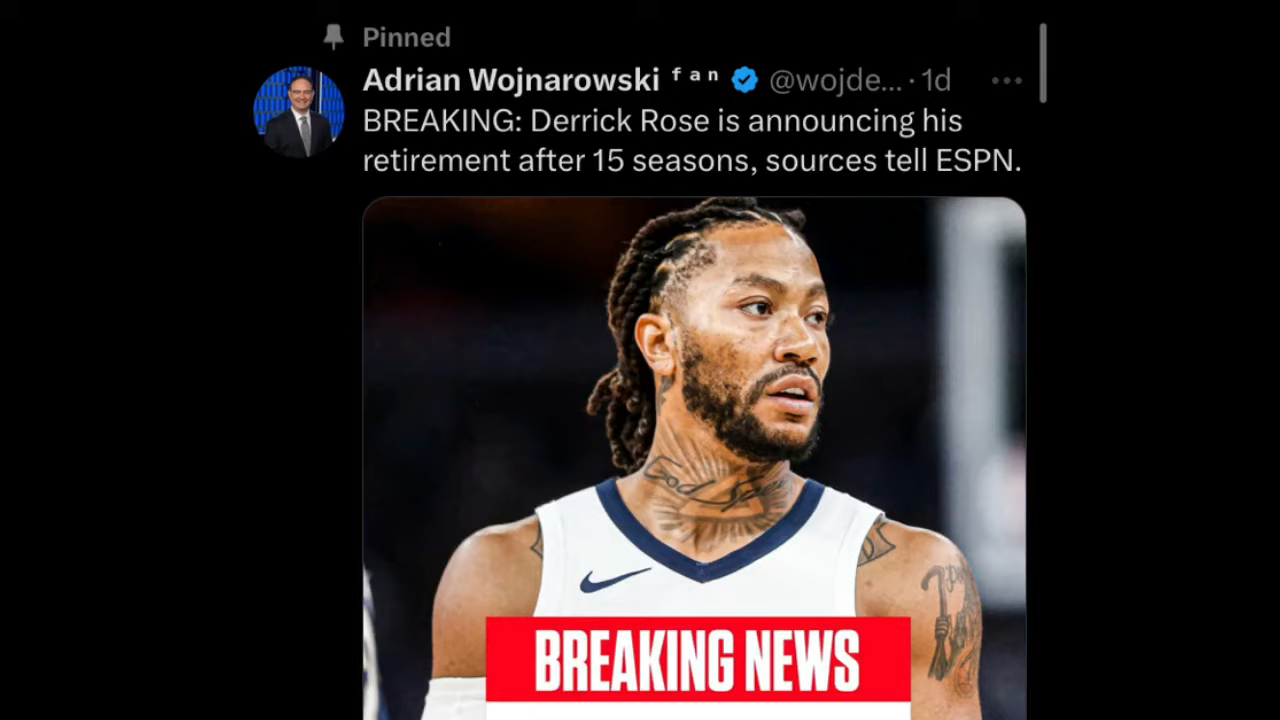 Pinned
Adrian Wojnarowski ᶠᵃⁿ @wojde... · 1d
BREAKING: Derrick Rose is announcing his
retirement after 15 seasons, sources tell ESPN.
God
BREAKING NEWS